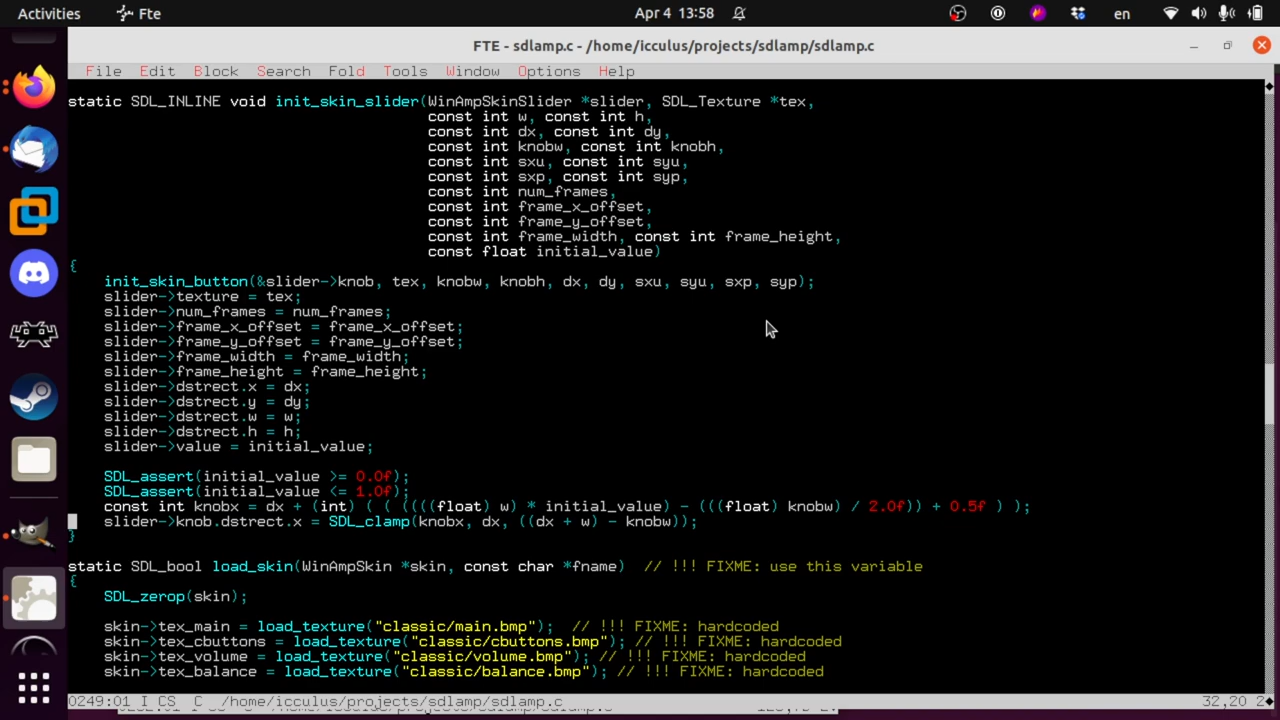 Activities Fte Apr 4 13:58 en
FTE - sdlamp.c - /home/icculus/projects/sdlamp/sdlamp.c
File Edit Block Search Fold Tools Window Options Help
static SDL_INLINE void init_skin_slider(WinAmpSkinSlider *slider, SDL_Texture *tex,
const int w, const int h,
const int dx, const int dy,
const int knobw, const int knobh,
const int sxu, const int syu,
const int sxp, const int syp,
const int num_frames,
const int frame_x_offset,
const int frame_y_offset,
const int frame_width, const int frame_height,
const float initial_value)
{
init_skin_button(&slider->knob, tex, knobw, knobh, dx, dy, sxu, syu, sxp, syp);
slider->texture = tex;
slider->num_frames = num_frames;
slider->frame_x_offset = frame_x_offset;
slider->frame_y_offset = frame_y_offset;
slider->frame_width = frame_width;
slider->frame_height = frame_height;
slider->dstrect.x = dx;
slider->dstrect.y = dy;
slider->dstrect.w = w;
slider->dstrect.h = h;
slider->value = initial_value;
SDL_assert(initial_value >= 0.0f);
SDL_assert(initial_value <= 1.0f);
const int knobx = dx + (int) ( ( ((((float) w) * initial_value) - (((float) knobw) / 2.0f)) + 0.5f ) );
slider->knob.dstrect.x = SDL_clamp(knobx, dx, ((dx + w) - knobw));
}
static SDL_bool load_skin(WinAmpSkin *skin, const char *fname)  // !!! FIXME: use this variable
{
SDL_zerop(skin);
skin->tex_main = load_texture("classic/main.bmp");  // !!! FIXME: hardcoded
skin->tex_cbuttons = load_texture("classic/cbuttons.bmp"); // !!! FIXME: hardcoded
skin->tex_volume = load_texture("classic/volume.bmp"); // !!! FIXME: hardcoded
skin->tex_balance = load_texture("classic/balance.bmp"); // !!! FIXME: hardcoded
0249:01 I CS  C  /home/icculus/projects/sdlamp/sdlamp.c 32,20 2